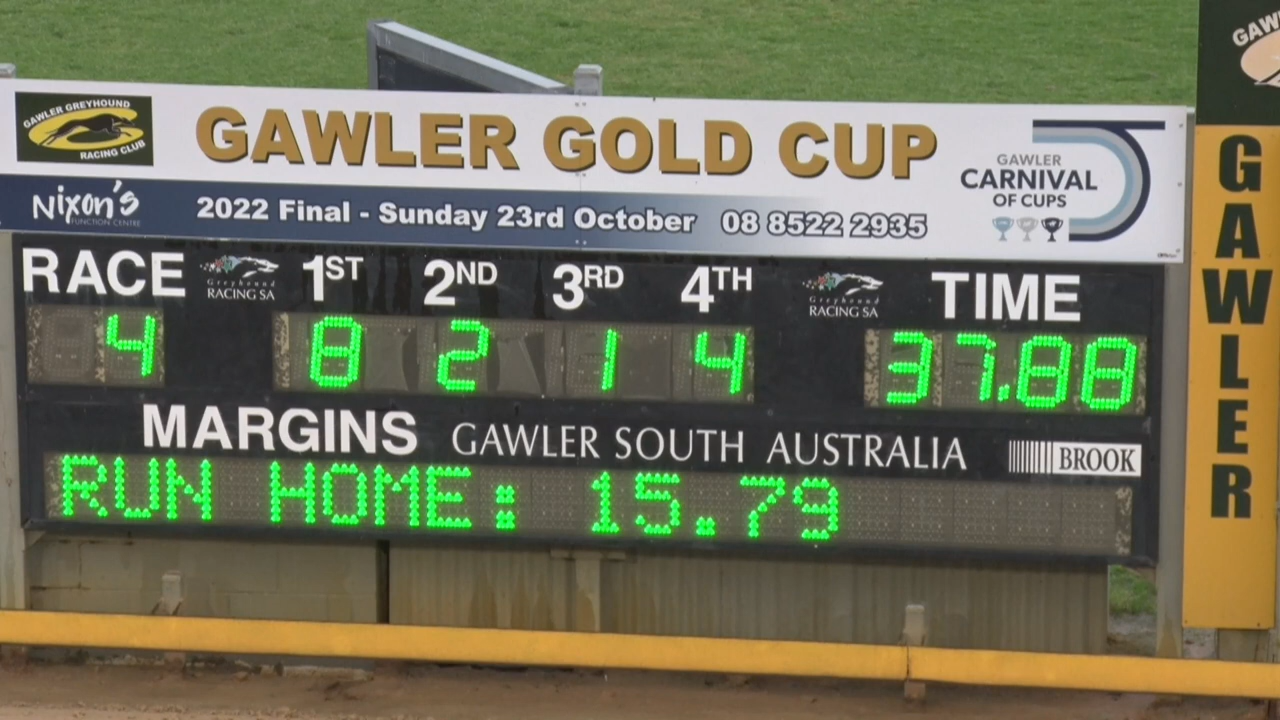 GAWLER GREYHOUND
RACING CLUB
GAWLER GOLD CUP
GAWLER
CARNIVAL
OF CUPS
Nixon's
FUNCTION CENTRE
2022 Final - Sunday 23rd October 08 8522 2935
RACE
Greyhound
RACING SA
1ST 2ND 3RD 4TH
Greyhound
RACING SA
TIME
4 8 2 1 4 37.88
MARGINS GAWLER SOUTH AUSTRALIA BROOK
RUN HOME: 15.79
GAW
GAWLER